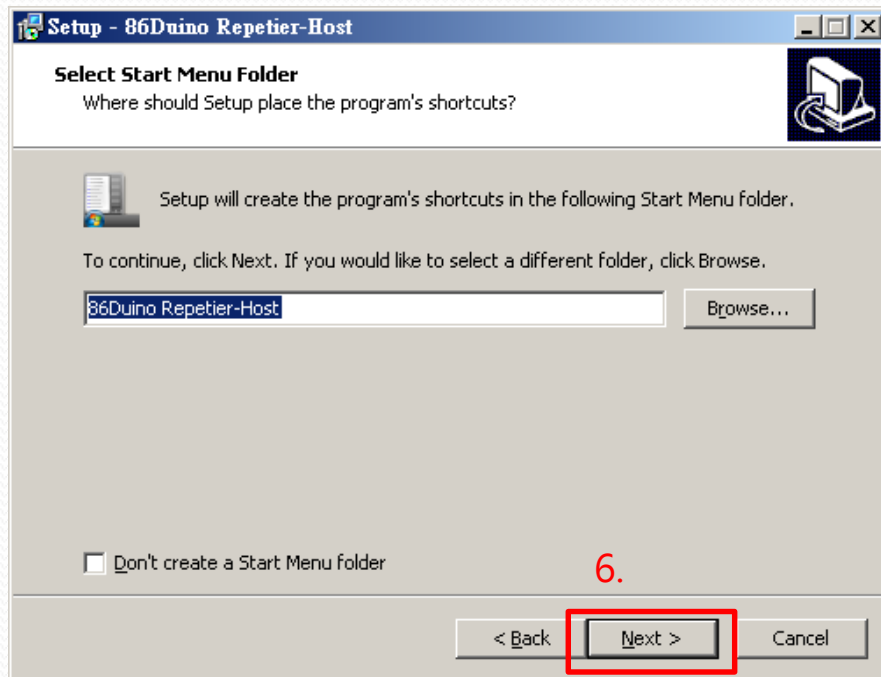 Setup - 86Duino Repetier-Host
Select Start Menu Folder
Where should Setup place the program's shortcuts?
Setup will create the program's shortcuts in the following Start Menu folder.
To continue, click Next. If you would like to select a different folder, click Browse.
86Duino Repetier-Host
Browse...
Don't create a Start Menu folder
6.
< Back
Next >
Cancel